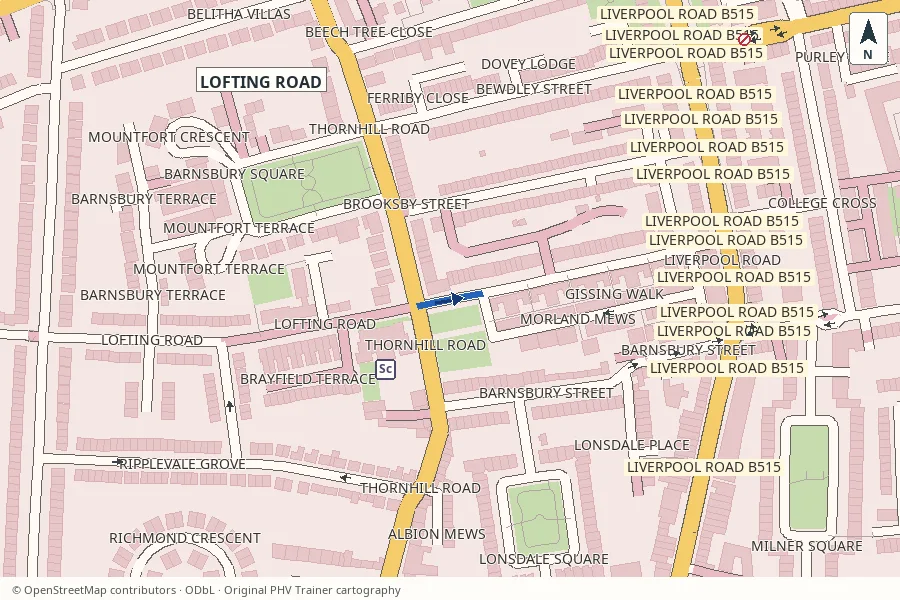 BELITHA VILLAS
LIVERPOOL ROAD B515
BEECH TREE CLOSE
LIVERPOOL ROAD B515
LIVERPOOL ROAD B515
PURLEY
N
DOVEY LODGE
LOFTING ROAD
BEWDLEY STREET
LIVERPOOL ROAD B515
FERRIBY CLOSE
LIVERPOOL ROAD B515
THORNHILL ROAD
MOUNTFORT CRESCENT
LIVERPOOL ROAD B515
BARNSBURY SQUARE
LIVERPOOL ROAD B515
BARNSBURY TERRACE
BROOKSBY STREET
COLLEGE CROSS
LIVERPOOL ROAD B515
MOUNTFORT TERRACE
LIVERPOOL ROAD B515
LIVERPOOL ROAD
MOUNTFORT TERRACE
LIVERPOOL ROAD B515
BARNSBURY TERRACE
GISSING WALK
LIVERPOOL ROAD B515
MORLAND MEWS
LOFTING ROAD
LIVERPOOL ROAD B515
LOFTING ROAD
THORNHILL ROAD
BARNSBURY STREET
LIVERPOOL ROAD B515
Sc
BRAYFIELD TERRACE
BARNSBURY STREET
LONSDALE PLACE
RIPPLEVALE GROVE
LIVERPOOL ROAD B515
THORNHILL ROAD
ALBION MEWS
RICHMOND CRESCENT
MILNER SQUARE
LONSDALE SQUARE
© OpenStreetMap contributors · ODbL · Original PHV Trainer cartography